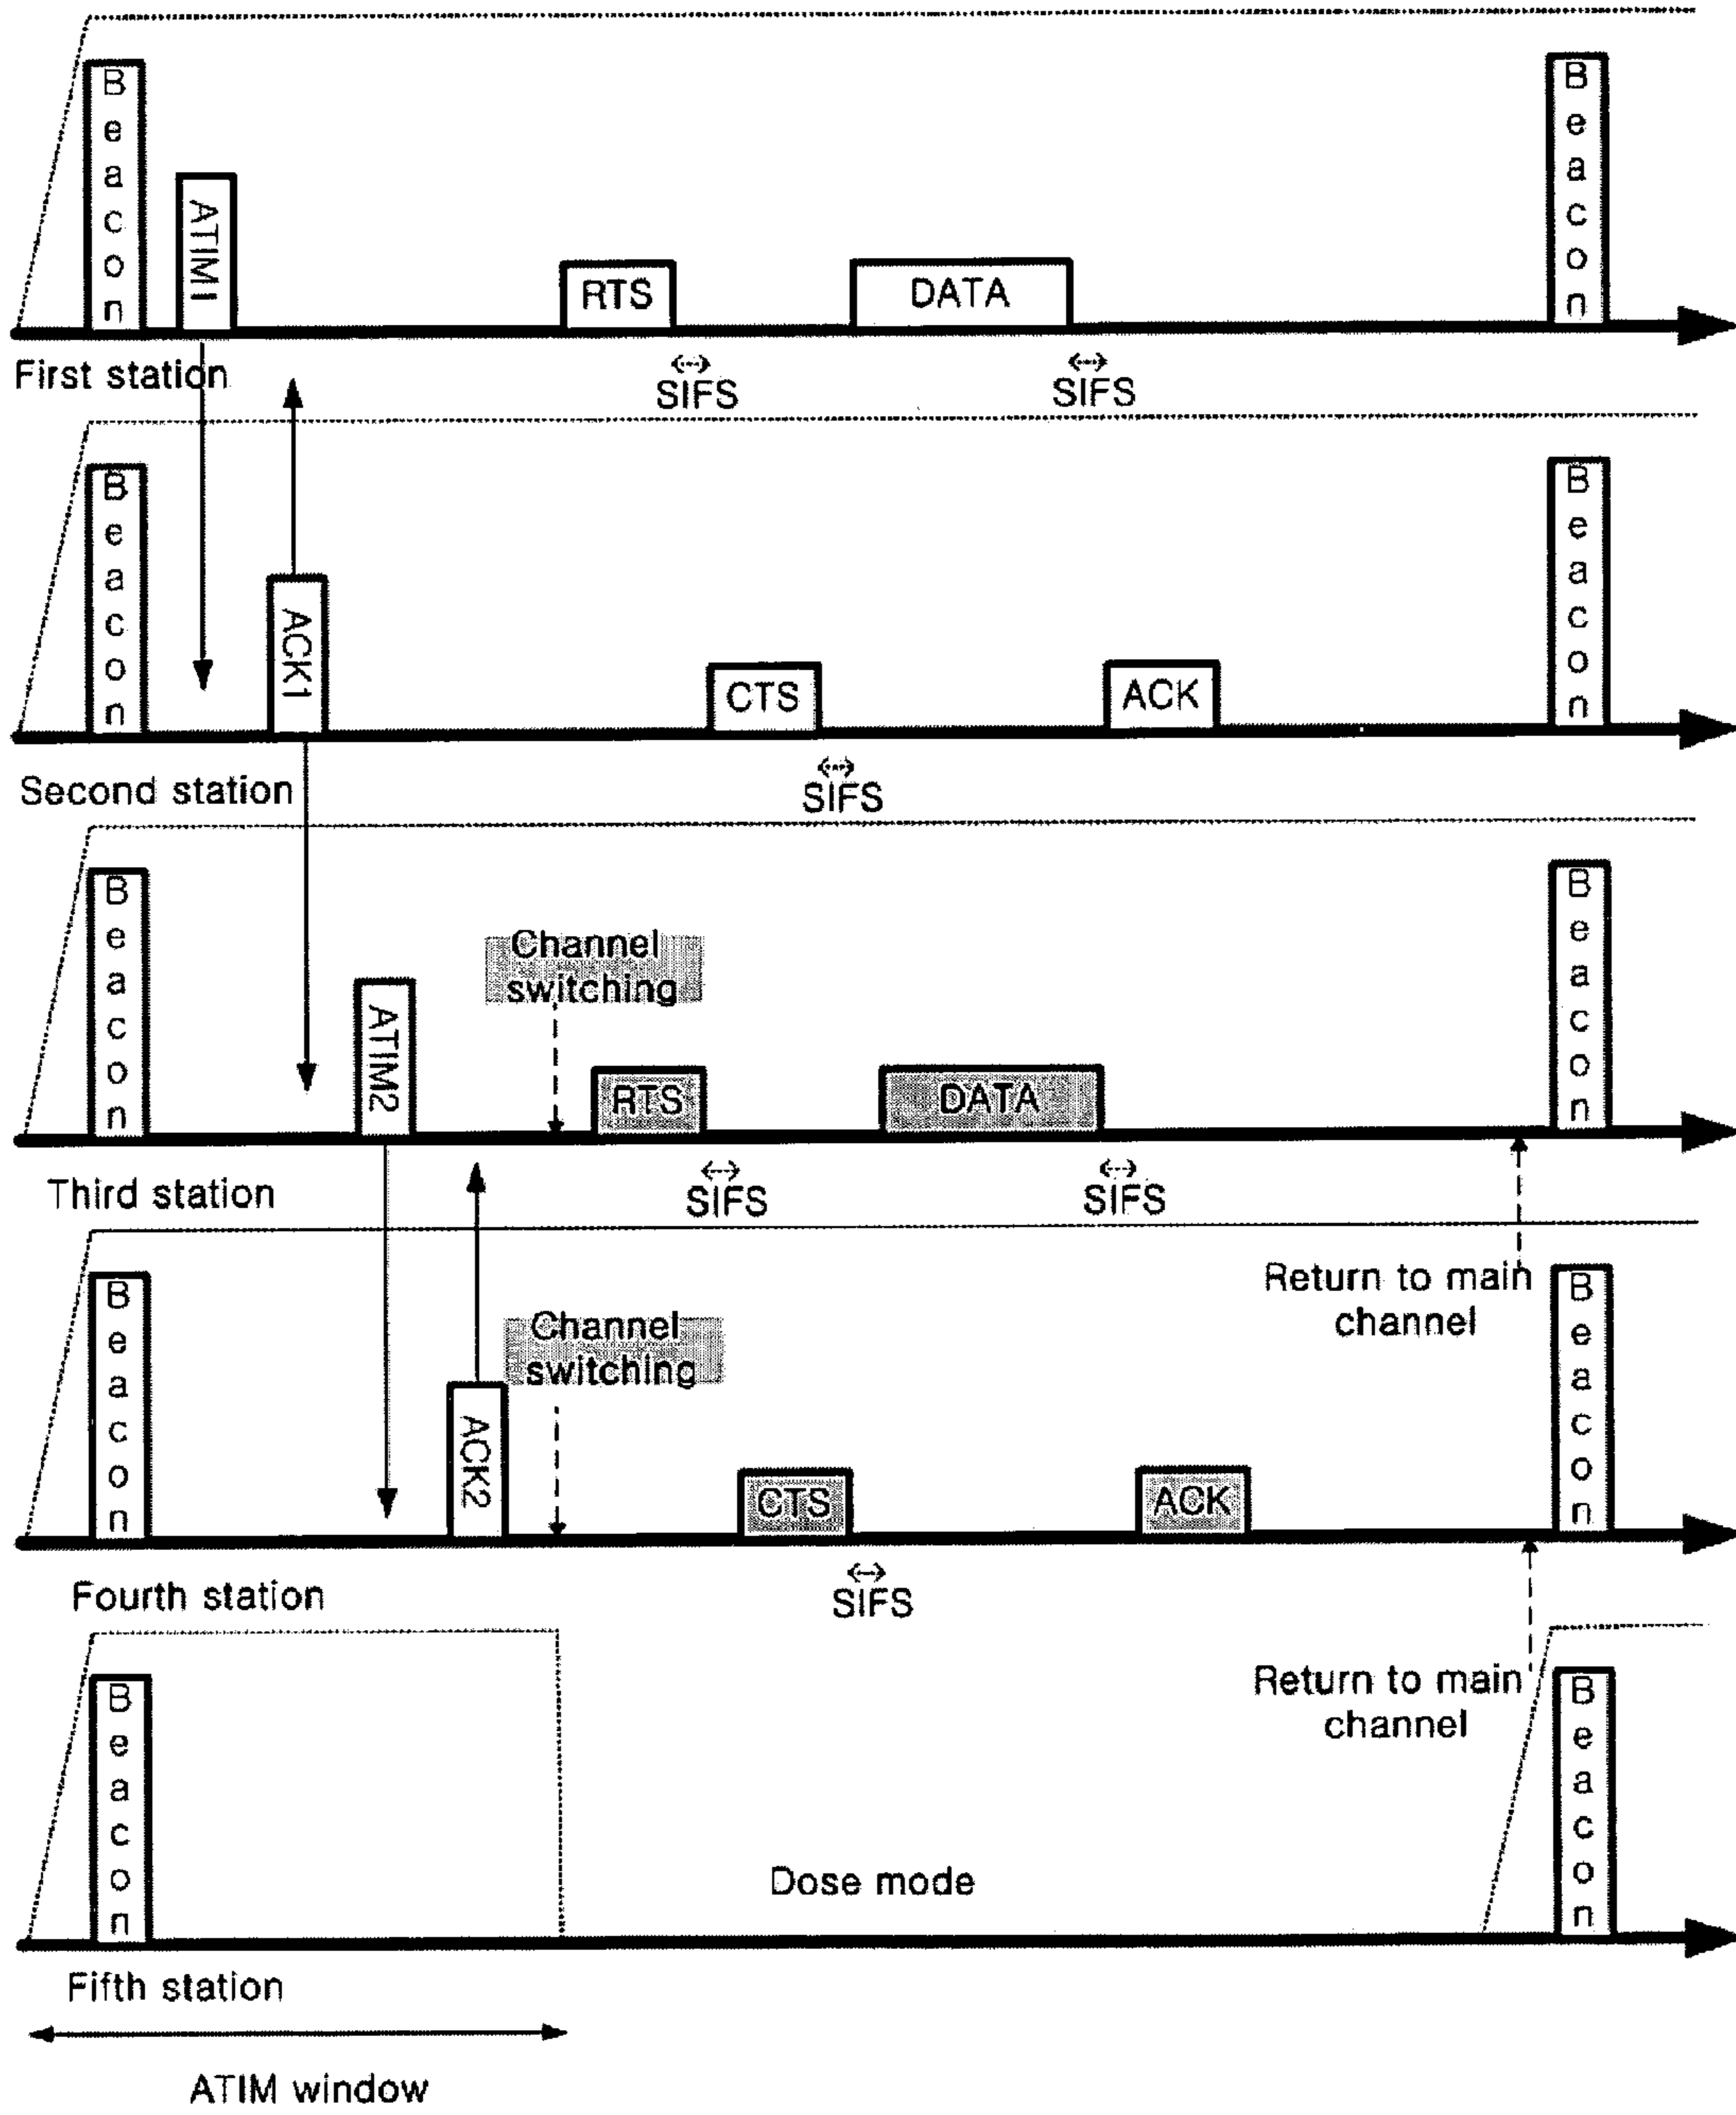 Beacon
ATIM1
RTS
DATA
Beacon
First station
SIFS
SIFS
Beacon
ACK1
CTS
ACK
Beacon
Second station
SIFS
Beacon
ATIM2
Channel
switching
RTS
DATA
Beacon
Third station
SIFS
SIFS
Return to main
channel
Beacon
ACK2
Channel
switching
CTS
ACK
Beacon
Fourth station
SIFS
Return to main
channel
Beacon
Dose mode
Beacon
Fifth station
ATIM window